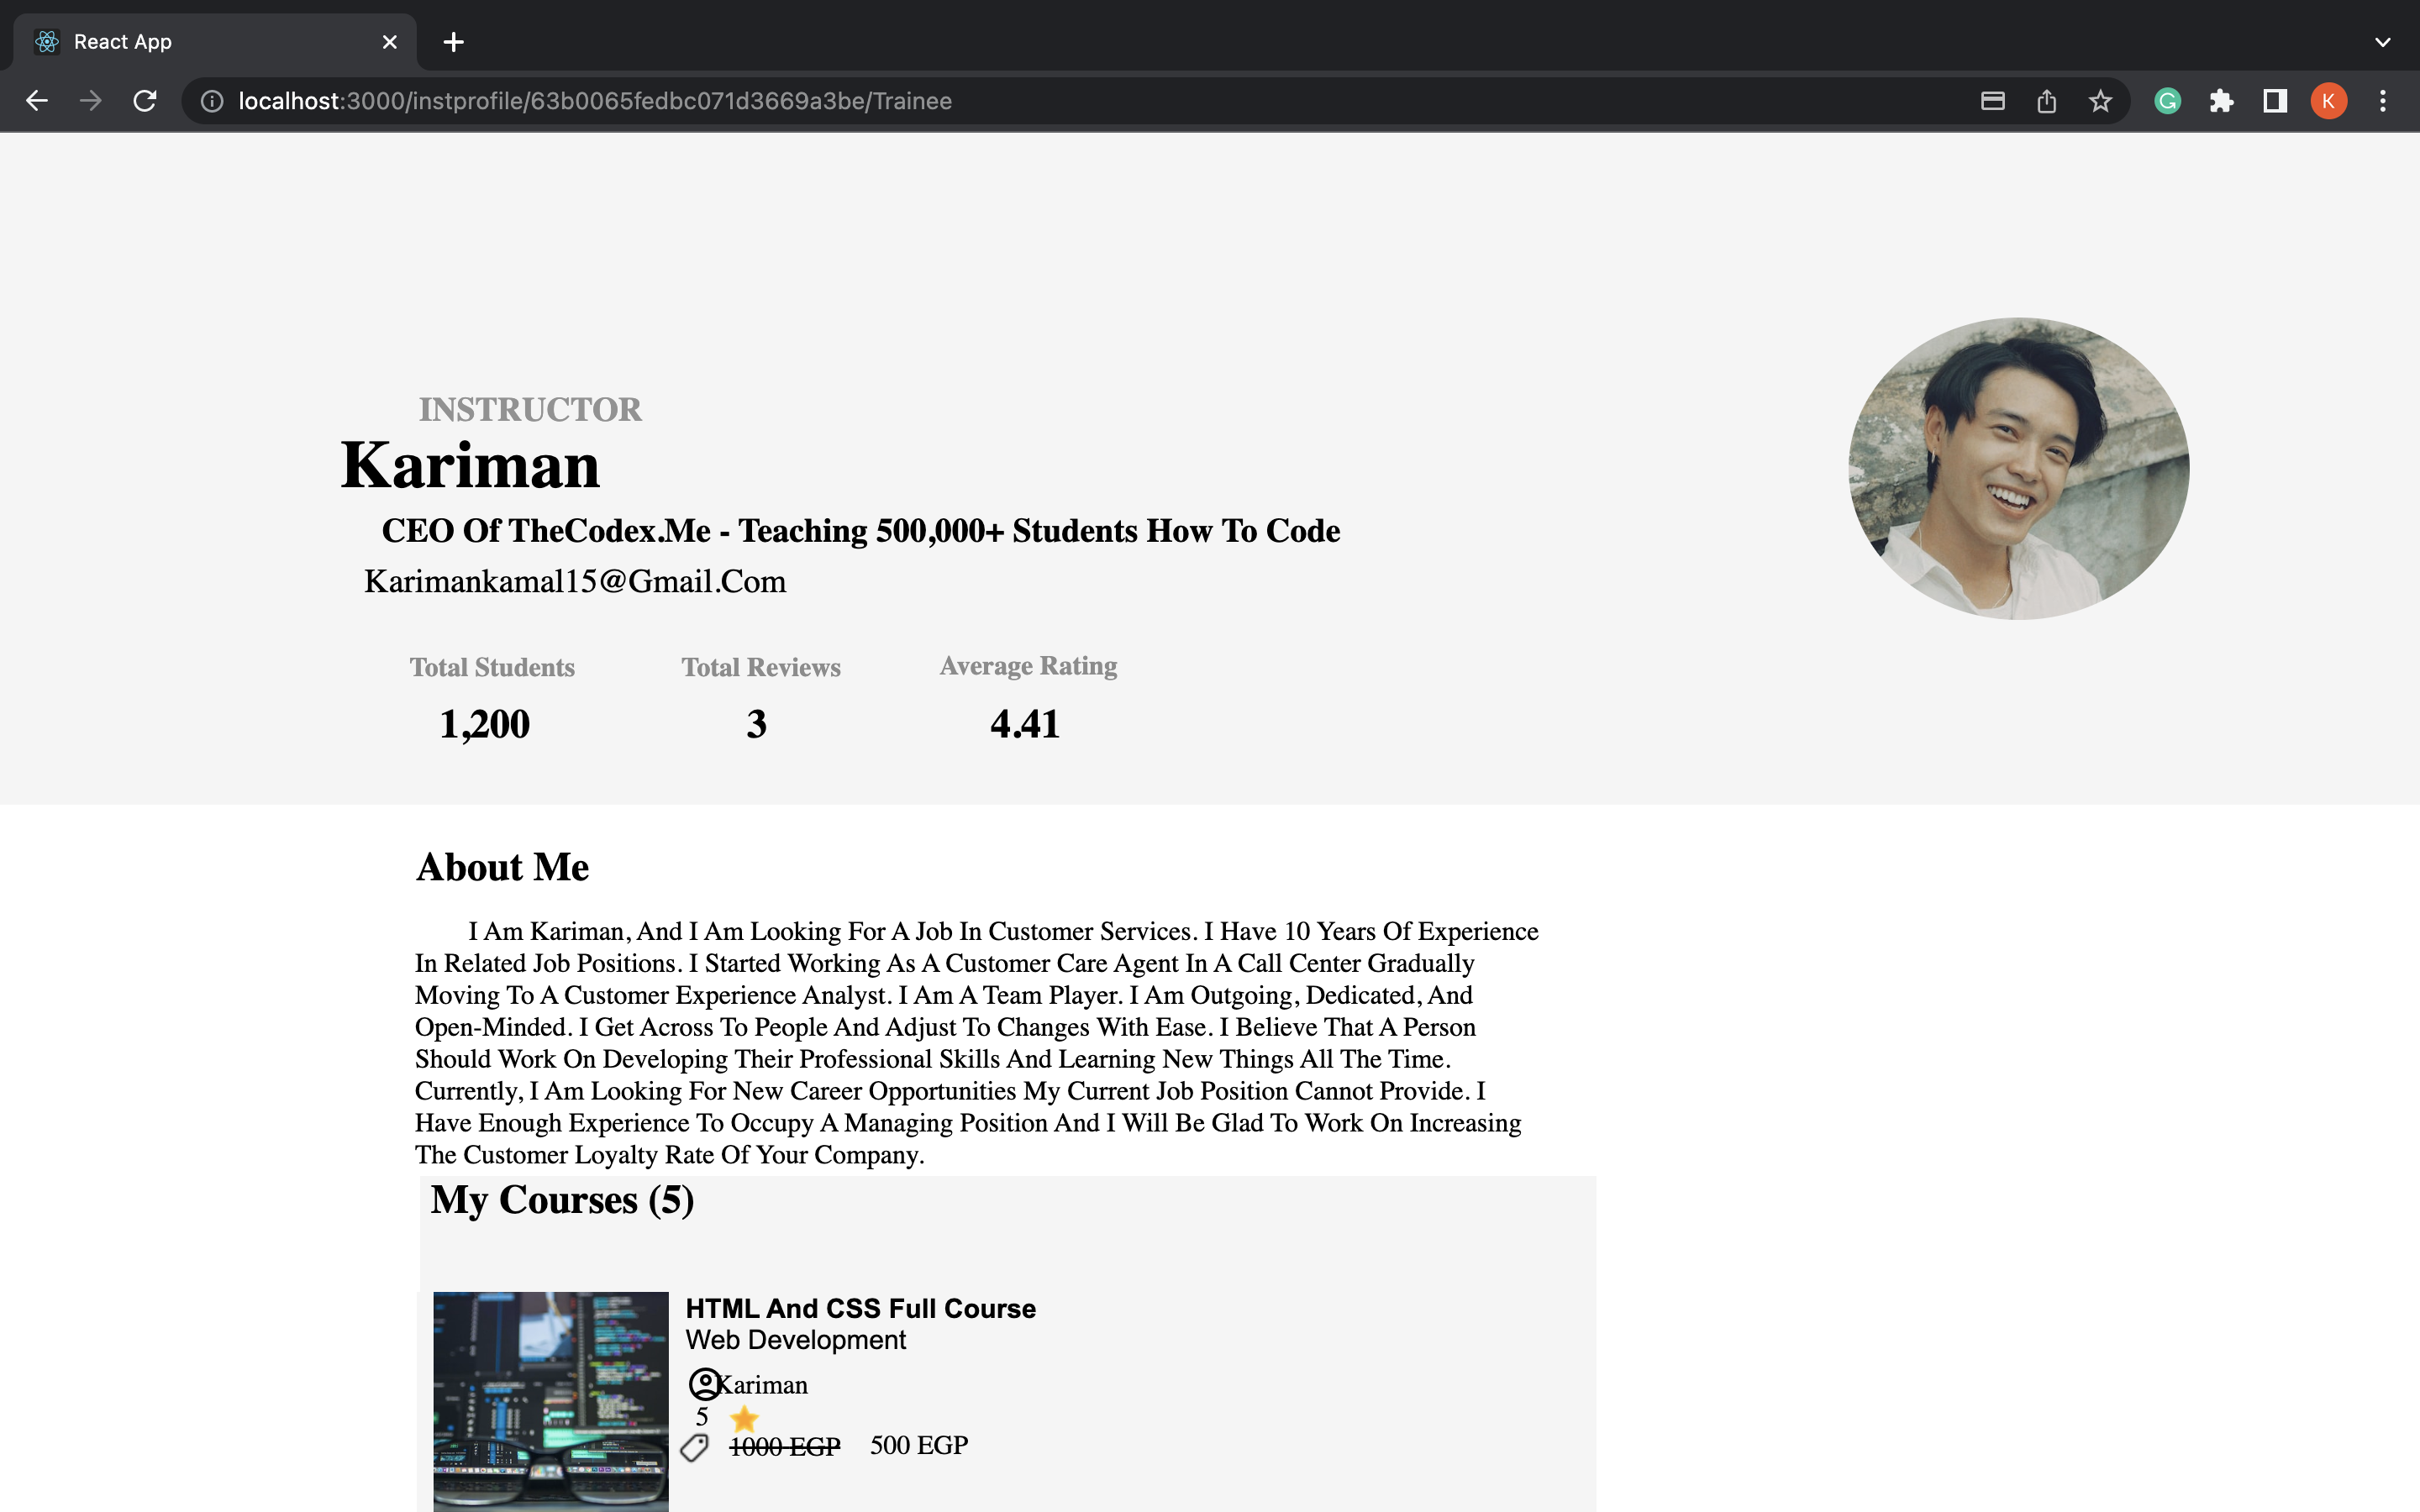 React App
localhost:3000/instprofile/63b0065fedbc071d3669a3be/Trainee
K
INSTRUCTOR
Kariman
CEO Of TheCodex.Me - Teaching 500,000+ Students How To Code
Karimankamal15@Gmail.Com
Total Students Total Reviews Average Rating
1,200 3 4.41
About Me
I Am Kariman, And I Am Looking For A Job In Customer Services. I Have 10 Years Of Experience
In Related Job Positions. I Started Working As A Customer Care Agent In A Call Center Gradually
Moving To A Customer Experience Analyst. I Am A Team Player. I Am Outgoing, Dedicated, And
Open-Minded. I Get Across To People And Adjust To Changes With Ease. I Believe That A Person
Should Work On Developing Their Professional Skills And Learning New Things All The Time.
Currently, I Am Looking For New Career Opportunities My Current Job Position Cannot Provide. I
Have Enough Experience To Occupy A Managing Position And I Will Be Glad To Work On Increasing
The Customer Loyalty Rate Of Your Company.
My Courses (5)
HTML And CSS Full Course
Web Development
Kariman
5
1000 EGP 500 EGP